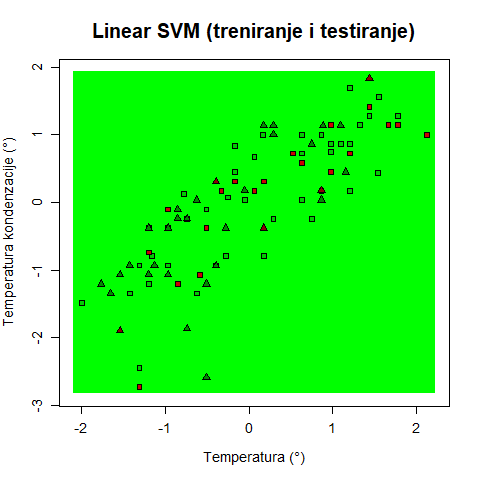 Linear SVM (treniranje i testiranje)
Temperatura kondenzacije (°)
2
1
0
-1
-2
-3
-2 -1 0 1 2
Temperatura (°)